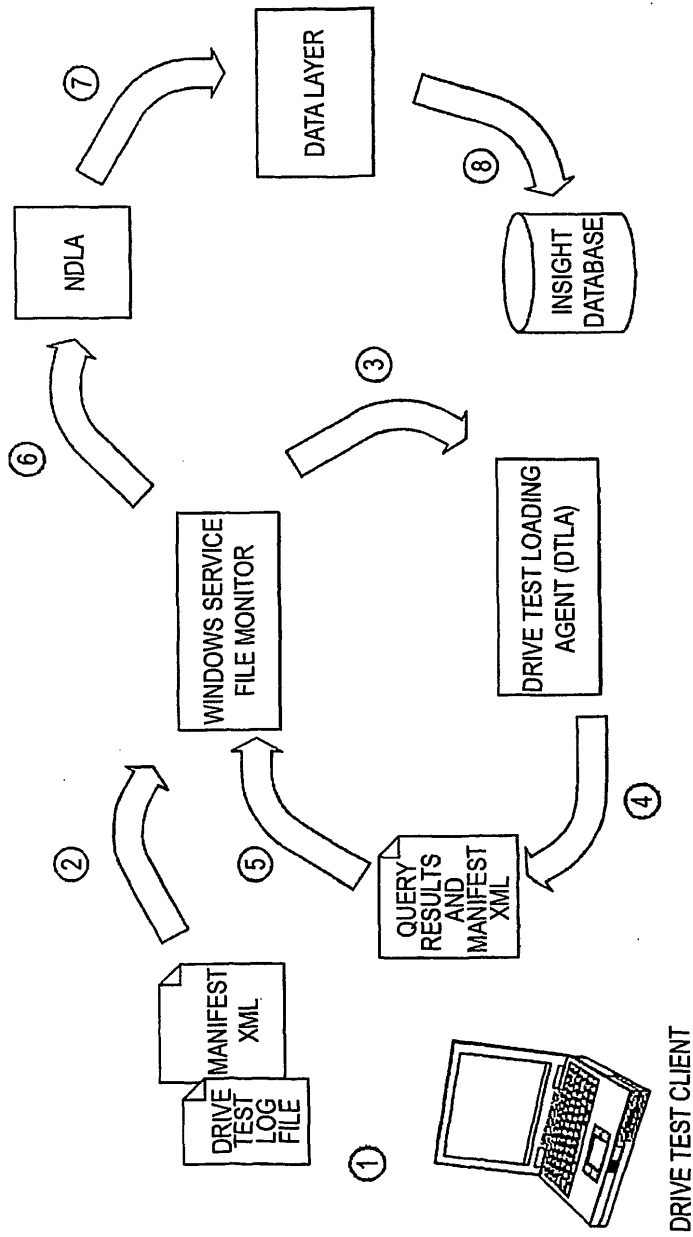 1
DRIVE TEST CLIENT
DRIVE
TEST
LOG
FILE
MANIFEST
XML
2
WINDOWS SERVICE
FILE MONITOR
3
DRIVE TEST LOADING
AGENT (DTLA)
4
QUERY
RESULTS
AND
MANIFEST
XML
5
6
NDLA
7
DATA LAYER
8
INSIGHT
DATABASE